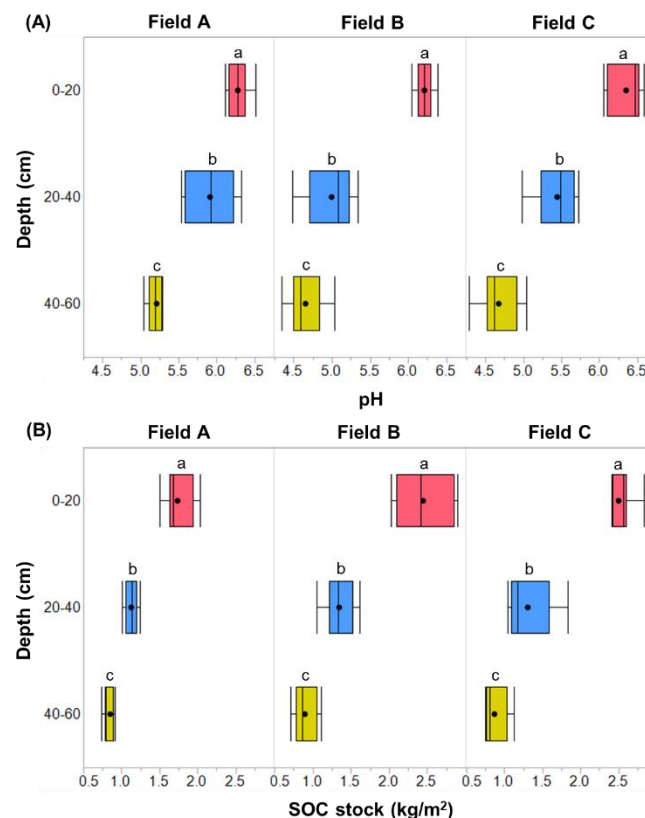 (A) Field A Field B Field C
Depth (cm)
0-20 a a a
20-40 b b b
40-60 c c c
4.5 5.0 5.5 6.0 6.5 4.5 5.0 5.5 6.0 6.5 4.5 5.0 5.5 6.0 6.5
pH
(B) Field A Field B Field C
Depth (cm)
0-20 a a a
20-40 b b b
40-60 c c c
0.5 1.0 1.5 2.0 2.5 0.5 1.0 1.5 2.0 2.5 0.5 1.0 1.5 2.0 2.5
SOC stock (kg/m²)